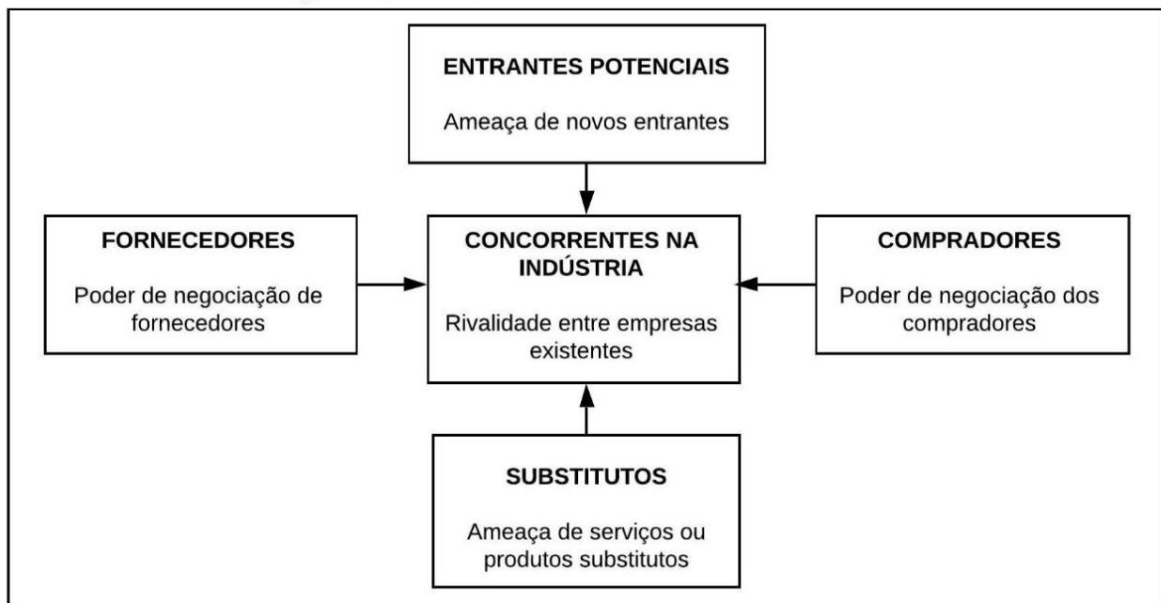 ENTRANTES POTENCIAIS
Ameaça de novos entrantes
FORNECEDORES
Poder de negociação de
fornecedores
CONCORRENTES NA
INDÚSTRIA
Rivalidade entre empresas
existentes
COMPRADORES
Poder de negociação dos
compradores
SUBSTITUTOS
Ameaça de serviços ou
produtos substitutos